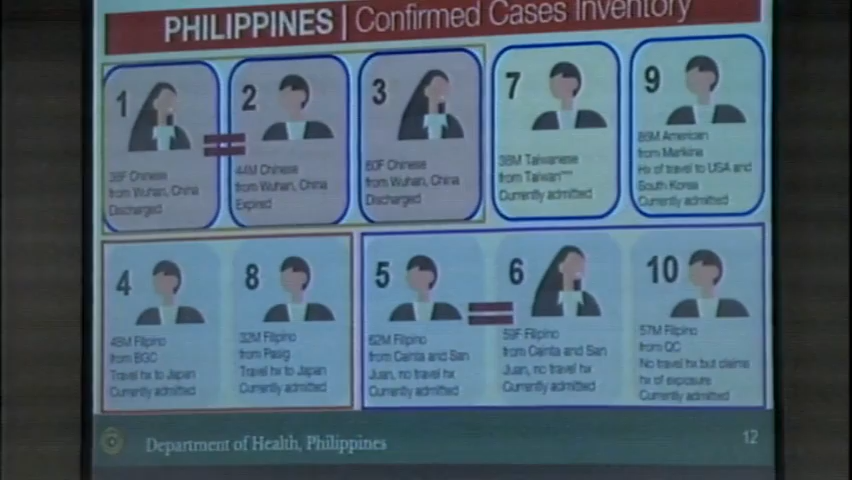 PHILIPPINES | Confirmed Cases Inventory
1
38F Chinese
from Wuhan, China
Discharged
2
44M Chinese
from Wuhan, China
Expired
3
60F Chinese
from Wuhan, China
Discharged
7
38M Taiwanese
from Taiwan***
Currently admitted
9
86M American
from Marikina
Hx of travel to USA and
South Korea
Currently admitted
4
48M Filipino
from BGC
Travel hx to Japan
Currently admitted
8
32M Filipino
from Pasig
Travel hx to Japan
Currently admitted
5
62M Filipino
from Cainta and San
Juan, no travel hx
Currently admitted
6
59F Filipino
from Cainta and San
Juan, no travel hx
Currently admitted
10
57M Filipino
from QC
No travel hx but claims
hx of exposure
Currently admitted
Department of Health, Philippines
12